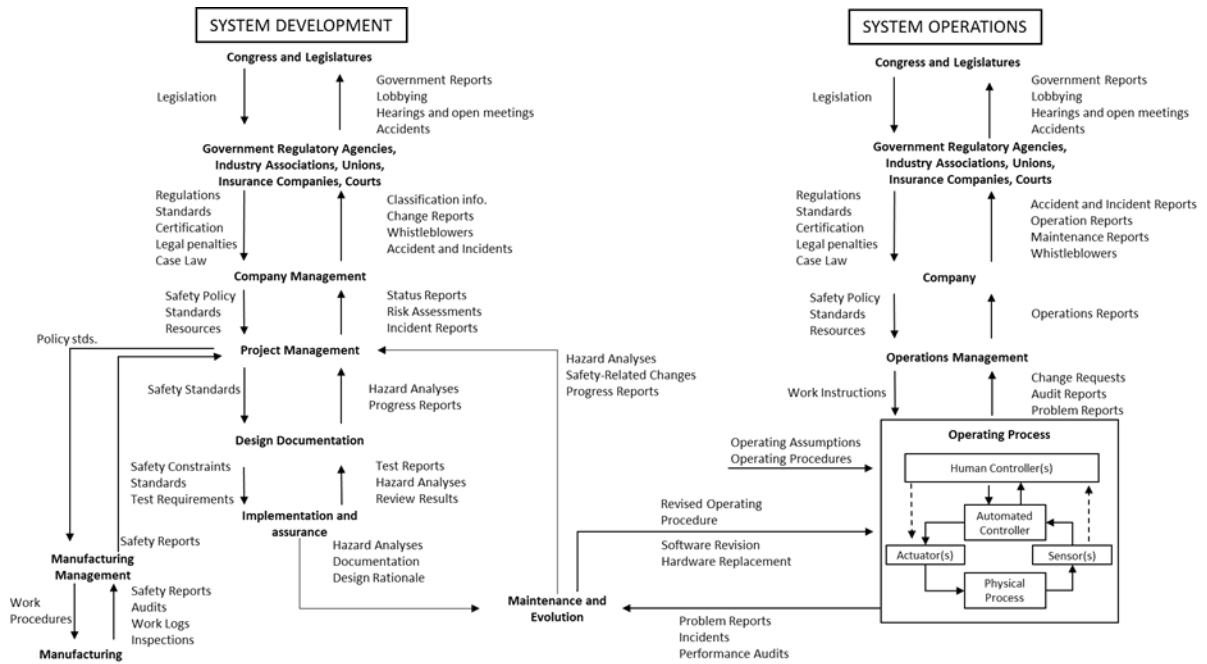 SYSTEM DEVELOPMENT
Congress and Legislatures
Legislation
Government Reports
Lobbying
Hearings and open meetings
Accidents
Government Regulatory Agencies,
Industry Associations, Unions,
Insurance Companies, Courts
Regulations
Standards
Certification
Legal penalties
Case Law
Classification info.
Change Reports
Whistleblowers
Accident and Incidents
Company Management
Safety Policy
Standards
Resources
Status Reports
Risk Assessments
Incident Reports
Policy stds.
Project Management
Safety Standards
Hazard Analyses
Progress Reports
Hazard Analyses
Safety-Related Changes
Progress Reports
Design Documentation
Safety Constraints
Standards
Test Requirements
Test Reports
Hazard Analyses
Review Results
Implementation and
assurance
Safety Reports
Hazard Analyses
Documentation
Design Rationale
Manufacturing
Management
Work
Procedures
Safety Reports
Audits
Work Logs
Inspections
Manufacturing
Maintenance and
Evolution
Revised Operating
Procedure
Software Revision
Hardware Replacement
Problem Reports
Incidents
Performance Audits
SYSTEM OPERATIONS
Congress and Legislatures
Legislation
Government Reports
Lobbying
Hearings and open meetings
Accidents
Government Regulatory Agencies,
Industry Associations, Unions,
Insurance Companies, Courts
Regulations
Standards
Certification
Legal penalties
Case Law
Accident and Incident Reports
Operation Reports
Maintenance Reports
Whistleblowers
Company
Safety Policy
Standards
Resources
Operations Reports
Operations Management
Work Instructions
Change Requests
Audit Reports
Problem Reports
Operating Assumptions
Operating Procedures
Operating Process
Human Controller(s)
Automated
Controller
Actuator(s)
Sensor(s)
Physical
Process